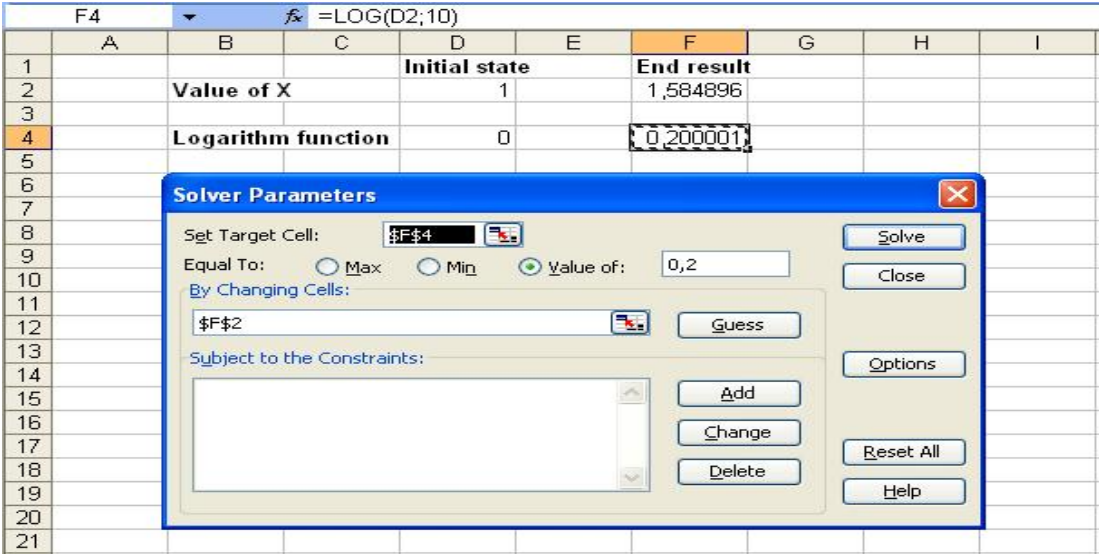 F4 fx =LOG(D2;10)
A B C D E F G H I
1 Initial state End result
2 Value of X 1 1,584896
3
4 Logarithm function 0 0,200001
5
6
7
8
9
10
11
12
13
14
15
16
17
18
19
20
21
Solver Parameters
Set Target Cell: $F$4 Solve
Equal To: Max Min Value of: 0,2 Close
By Changing Cells:
$F$2 Guess
Subject to the Constraints: Options
Add
Change
Reset All
Delete
Help